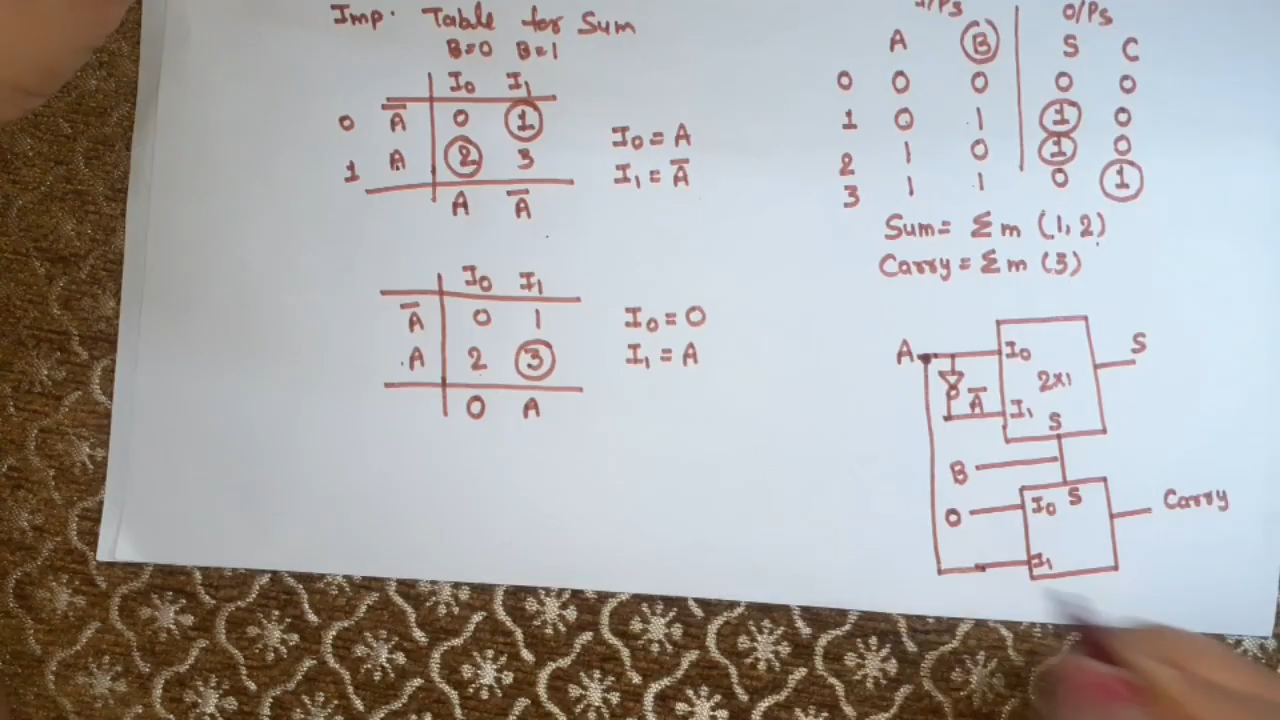 Imp. Table for Sum
B=0 B=1
I0 I1
0 A̅ 0 1
1 A 2 3
A A̅
I0 = A
I1 = A̅
I0 I1
A̅ 0 1
A 2 3
0 A
I0 = 0
I1 = A
I/Ps O/Ps
A B S C
0 0 0 0 0
1 0 1 1 0
2 1 0 1 0
3 1 1 0 1
Sum = Σm (1,2)
Carry = Σm (3)
A I0 S
2x1
A̅ I1 S
B
0 I0 S Carry
I1